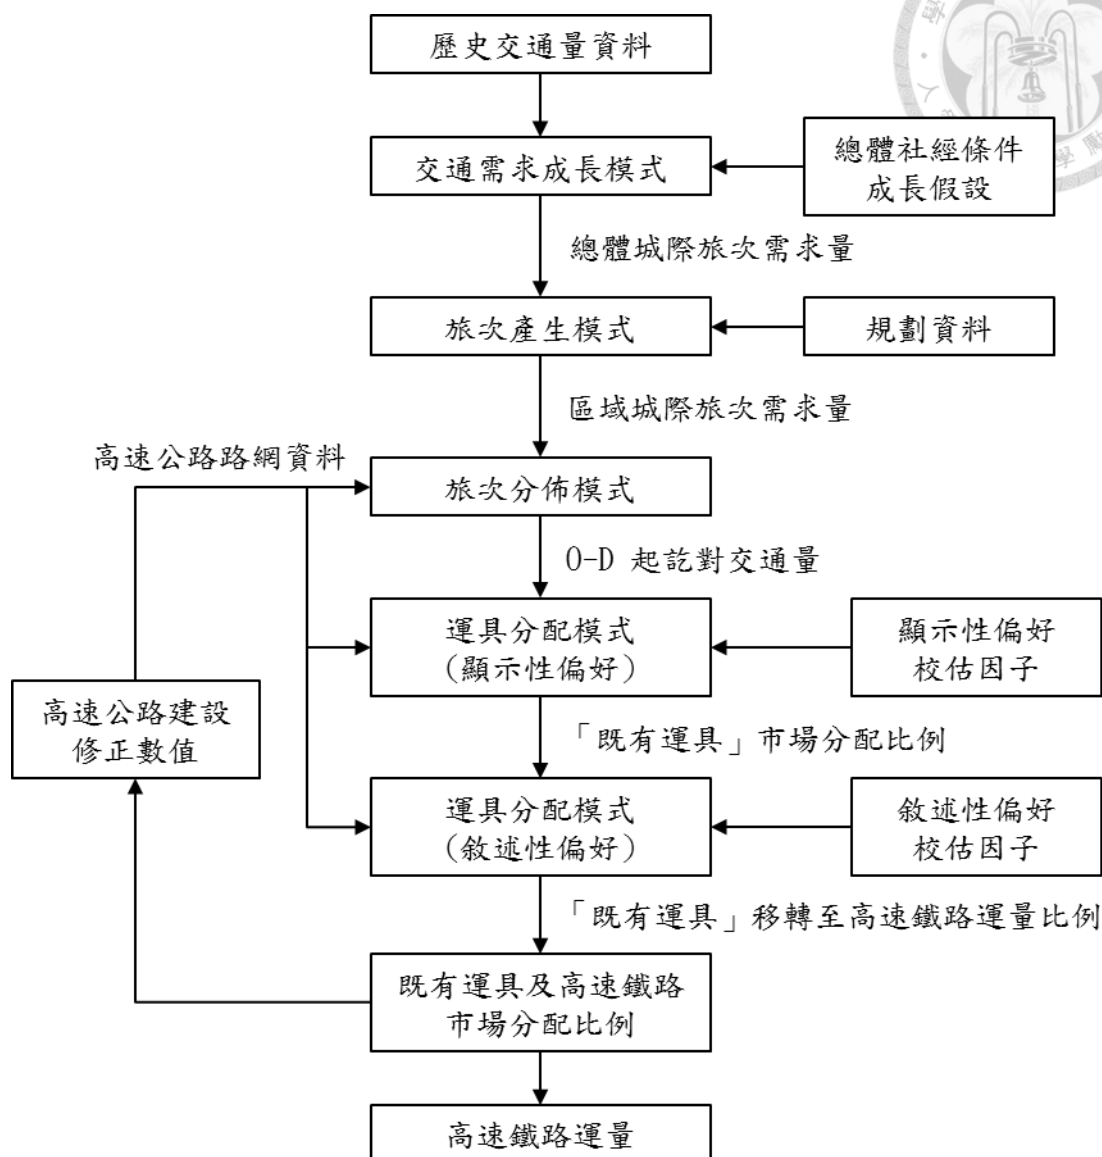 歷史交通量資料
交通需求成長模式
總體社經條件
成長假設
總體城際旅次需求量
旅次產生模式
規劃資料
區域城際旅次需求量
高速公路路網資料
旅次分佈模式
O-D 起訖對交通量
運具分配模式
(顯示性偏好)
顯示性偏好
校估因子
高速公路建設
修正數值
「既有運具」市場分配比例
運具分配模式
(敘述性偏好)
敘述性偏好
校估因子
「既有運具」移轉至高速鐵路運量比例
既有運具及高速鐵路
市場分配比例
高速鐵路運量